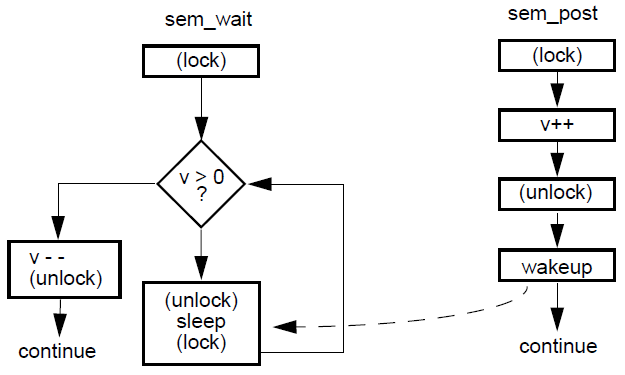 sem_wait
(lock)
v > 0
?
v - -
(unlock)
continue
(unlock)
sleep
(lock)
sem_post
(lock)
v++
(unlock)
wakeup
continue